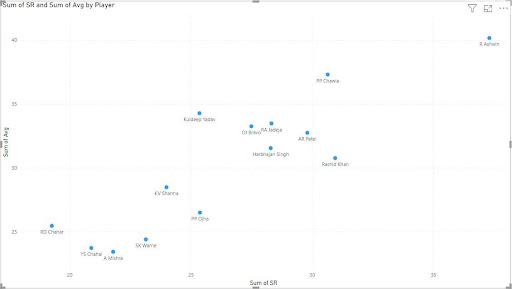 Sum of SR and Sum of Avg by Player
40
R Ashwin
PP Chawla
35
Kuldeep Yadav
DJ Bravo
RA Jadeja
AR Patel
Harbhajan Singh
Rashid Khan
30
KV Sharma
PP Ojha
RD Chahar
25
SK Warne
YS Chahal
A Mishra
Sum of Avg
20
25
30
35
Sum of SR